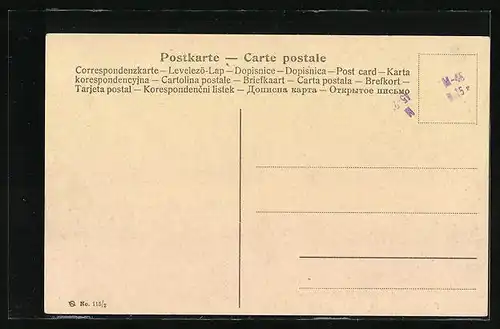 Postkarte — Carte postale
Correspondenzkarte — Levelezö-Lap — Dopisnice — Dopisnica — Post card — Karta
korespondencyjna — Cartolina postale — Briefkaart — Carta postala — Brefkort —
Tarjeta postal — Korespondenční lístek — Дописна карта — Открытое письмо
No. 115/